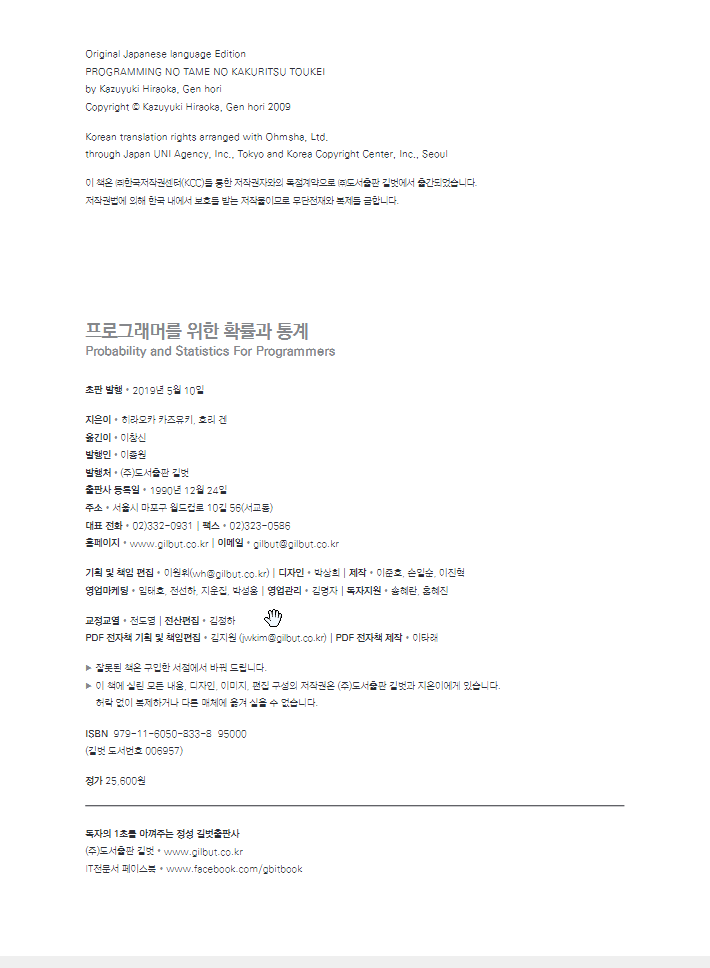 Original Japanese language Edition
PROGRAMMING NO TAME NO KAKURITSU TOUKEI
by Kazuyuki Hiraoka, Gen hori
Copyright © Kazuyuki Hiraoka, Gen hori 2009
Korean translation rights arranged with Ohmsha, Ltd.
through Japan UNI Agency, Inc., Tokyo and Korea Copyright Center, Inc., Seoul
이 책은 ㈜한국저작권센터(KCC)를 통한 저작권자와의 독점계약으로 ㈜도서출판 길벗에서 출간되었습니다.
저작권법에 의해 한국 내에서 보호를 받는 저작물이므로 무단전재와 복제를 금합니다.
프로그래머를 위한 확률과 통계
Probability and Statistics For Programmers
초판 발행 • 2019년 5월 10일
지은이 • 히라오카 카즈유키, 호리 겐
옮긴이 • 이창신
발행인 • 이종원
발행처 • (주)도서출판 길벗
출판사 등록일 • 1990년 12월 24일
주소 • 서울시 마포구 월드컵로 10길 56(서교동)
대표 전화 • 02)332-0931 | 팩스 • 02)323-0586
홈페이지 • www.gilbut.co.kr | 이메일 • gilbut@gilbut.co.kr
기획 및 책임 편집 • 이원휘(wh@gilbut.co.kr) | 디자인 • 박상희 | 제작 • 이준호, 손일순, 이진혁
영업마케팅 • 임태호, 전선하, 지운집, 박성용 | 영업관리 • 김명자 | 독자지원 • 송혜란, 홍혜진
교정교열 • 전도영 | 전산편집 • 김정하
PDF 전자책 기획 및 책임편집 • 김지원 (jwkim@gilbut.co.kr) | PDF 전자책 제작 • 이타래
▶ 잘못된 책은 구입한 서점에서 바꿔 드립니다.
▶ 이 책에 실린 모든 내용, 디자인, 이미지, 편집 구성의 저작권은 (주)도서출판 길벗과 지은이에게 있습니다.
허락 없이 복제하거나 다른 매체에 옮겨 실을 수 없습니다.
ISBN 979-11-6050-833-8 95000
(길벗 도서번호 006957)
정가 25,600원
독자의 1초를 아껴주는 정성 길벗출판사
(주)도서출판 길벗 • www.gilbut.co.kr
IT전문서 페이스북 • www.facebook.com/gbitbook